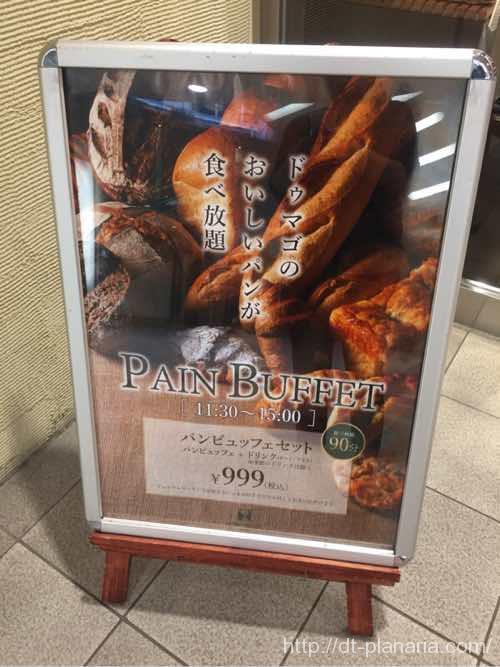 ドゥマゴの
おいしいパンが
食べ放題
PAIN BUFFET
[ 11:30〜15:00 ]
パンビュッフェセット
パンビュッフェ + ドリンク
90分
¥999(税込)
http://dt-planaria.com/